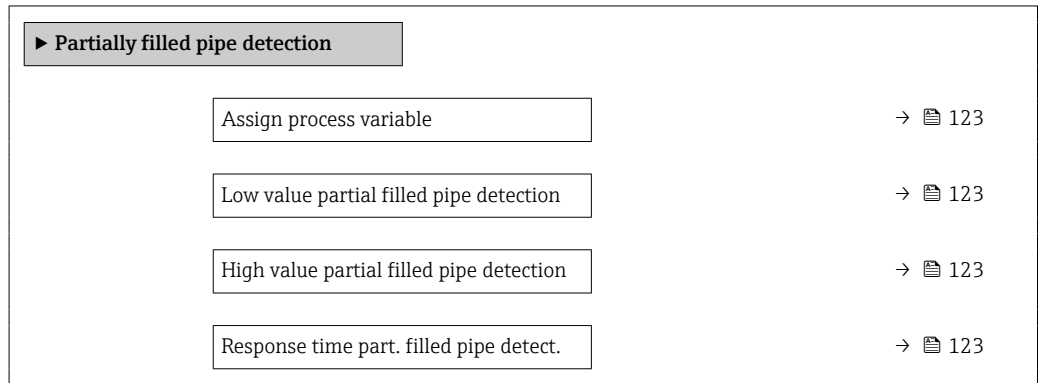 ▶ Partially filled pipe detection
Assign process variable → 123
Low value partial filled pipe detection → 123
High value partial filled pipe detection → 123
Response time part. filled pipe detect. → 123